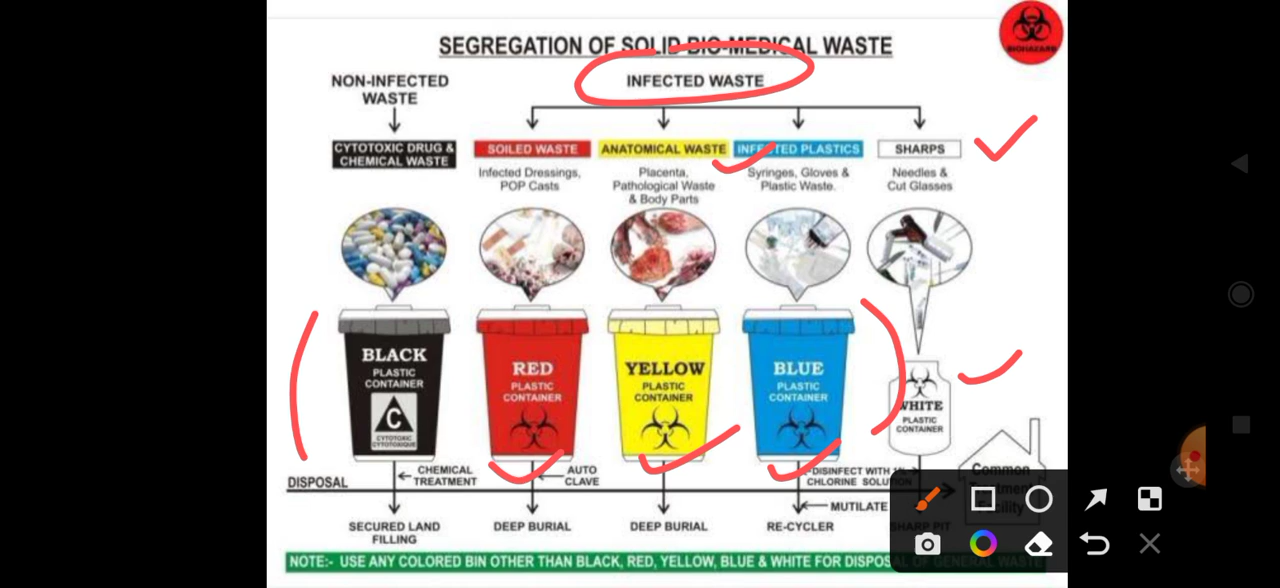 SEGREGATION OF SOLID BIO-MEDICAL WASTE
BIOHAZARD
NON-INFECTED
WASTE
INFECTED WASTE
CYTOTOXIC DRUG &
CHEMICAL WASTE
SOILED WASTE
Infected Dressings,
POP Casts
ANATOMICAL WASTE
Placenta,
Pathological Waste
& Body Parts
INFECTED PLASTICS
Syringes, Gloves &
Plastic Waste.
SHARPS
Needles &
Cut Glasses
BLACK
PLASTIC
CONTAINER
C
CYTOTOXIC
CYTOTOXIQUE
RED
PLASTIC
CONTAINER
YELLOW
PLASTIC
CONTAINER
BLUE
PLASTIC
CONTAINER
WHITE
PLASTIC
CONTAINER
DISPOSAL
CHEMICAL
TREATMENT
AUTO
CLAVE
DISINFECT WITH
CHLORINE SOLUTION
MUTILATE
Common
Treatment
Facility
SECURED LAND
FILLING
DEEP BURIAL
DEEP BURIAL
RE-CYCLER
SHARP PIT
NOTE:- USE ANY COLORED BIN OTHER THAN BLACK, RED, YELLOW, BLUE & WHITE FOR DISPOSAL OF GENERAL WASTE